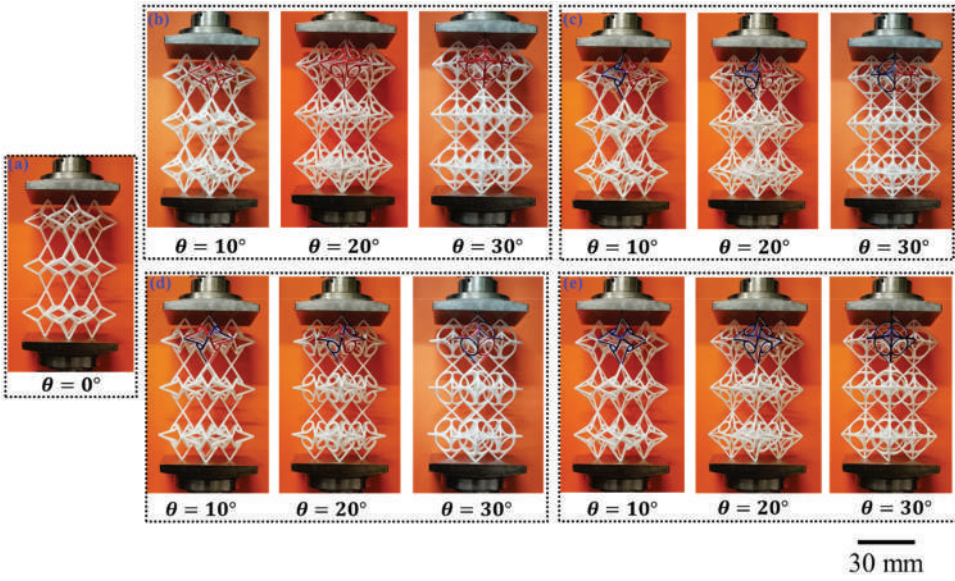 (a)
θ = 0°
(b)
θ = 10° θ = 20° θ = 30°
(c)
θ = 10° θ = 20° θ = 30°
(d)
θ = 10° θ = 20° θ = 30°
(e)
θ = 10° θ = 20° θ = 30°
30 mm